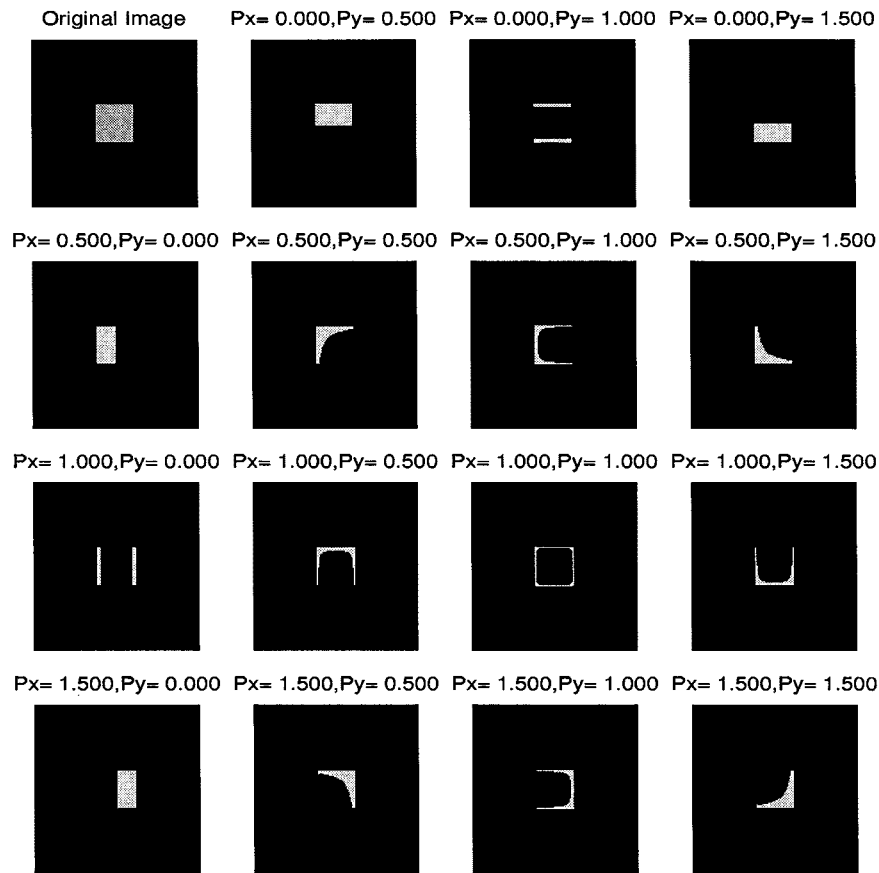 Original Image
Px= 0.000,Py= 0.500
Px= 0.000,Py= 1.000
Px= 0.000,Py= 1.500
Px= 0.500,Py= 0.000
Px= 0.500,Py= 0.500
Px= 0.500,Py= 1.000
Px= 0.500,Py= 1.500
Px= 1.000,Py= 0.000
Px= 1.000,Py= 0.500
Px= 1.000,Py= 1.000
Px= 1.000,Py= 1.500
Px= 1.500,Py= 0.000
Px= 1.500,Py= 0.500
Px= 1.500,Py= 1.000
Px= 1.500,Py= 1.500